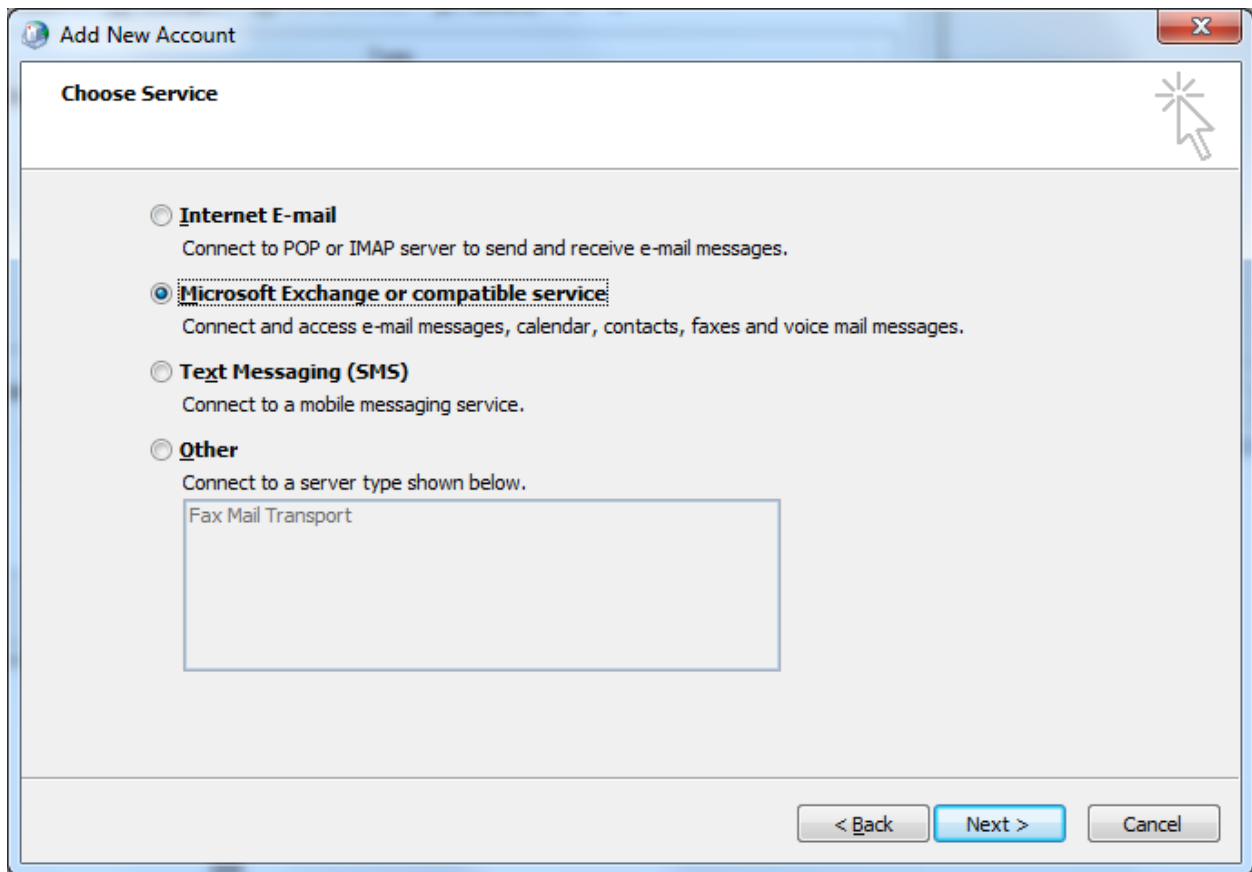 Add New Account
Choose Service
Internet E-mail
Connect to POP or IMAP server to send and receive e-mail messages.
Microsoft Exchange or compatible service
Connect and access e-mail messages, calendar, contacts, faxes and voice mail messages.
Text Messaging (SMS)
Connect to a mobile messaging service.
Other
Connect to a server type shown below.
Fax Mail Transport
< Back Next > Cancel